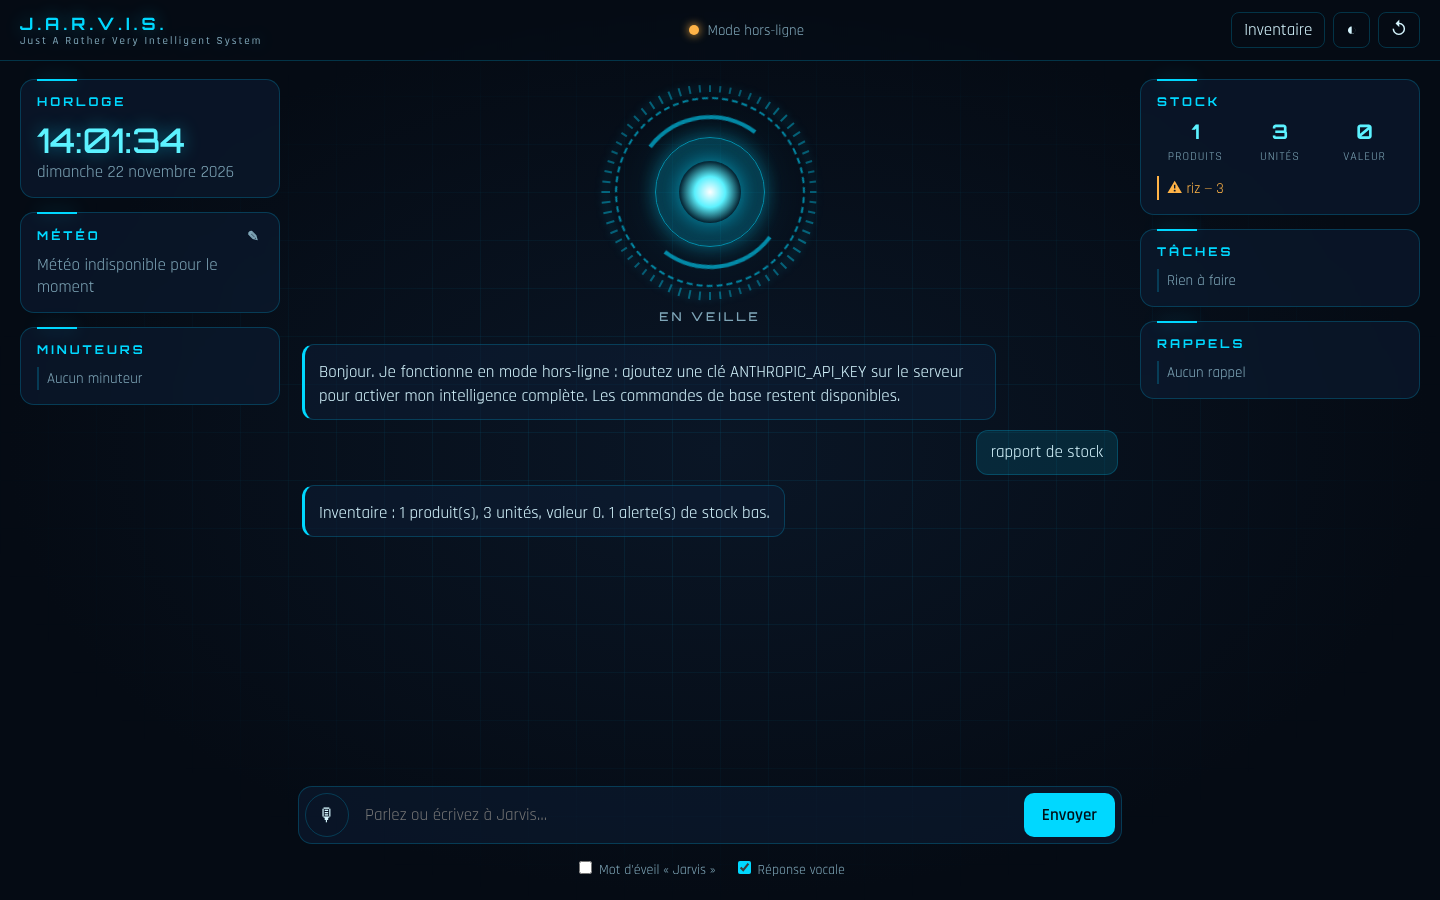 J.A.R.V.I.S.
Just A Rather Very Intelligent System
Mode hors-ligne
Inventaire
HORLOGE
14:01:34
dimanche 22 novembre 2026
MÉTÉO
Météo indisponible pour le
moment
MINUTEURS
Aucun minuteur
EN VEILLE
Bonjour. Je fonctionne en mode hors-ligne : ajoutez une clé ANTHROPIC_API_KEY sur le serveur
pour activer mon intelligence complète. Les commandes de base restent disponibles.
rapport de stock
Inventaire : 1 produit(s), 3 unités, valeur 0. 1 alerte(s) de stock bas.
Parlez ou écrivez à Jarvis...
Envoyer
Mot d'éveil « Jarvis »
Réponse vocale
STOCK
1 3 0
PRODUITS UNITÉS VALEUR
riz – 3
TÂCHES
Rien à faire
RAPPELS
Aucun rappel